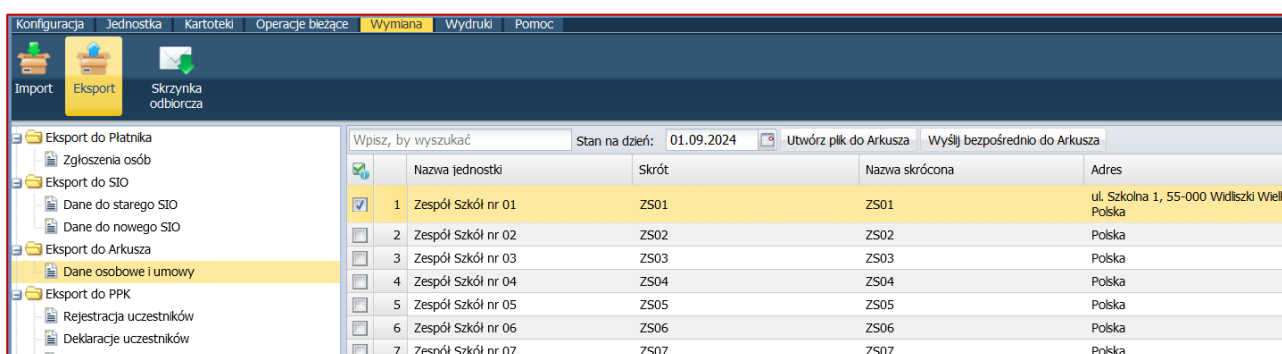 Konfiguracja Jednostka Kartoteki Operacje bieżące Wymiana Wydruki Pomoc
Import Eksport Skrzynka
odbiorcza
Eksport do Płatnika
Zgłoszenia osób
Eksport do SIO
Dane do starego SIO
Dane do nowego SIO
Eksport do Arkusza
Dane osobowe i umowy
Eksport do PPK
Rejestracja uczestników
Deklaracje uczestników
Wpisz, by wyszukać Stan na dzień: 01.09.2024 Utwórz plik do Arkusza Wyślij bezpośrednio do Arkusza
Nazwa jednostki Skrót Nazwa skrócona Adres
1 Zespół Szkół nr 01 ZS01 ZS01 ul. Szkolna 1, 55-000 Widliszki Wiel
Polska
2 Zespół Szkół nr 02 ZS02 ZS02 Polska
3 Zespół Szkół nr 03 ZS03 ZS03 Polska
4 Zespół Szkół nr 04 ZS04 ZS04 Polska
5 Zespół Szkół nr 05 ZS05 ZS05 Polska
6 Zespół Szkół nr 06 ZS06 ZS06 Polska
7 Zespół Szkół nr 07 ZS07 ZS07 Polska